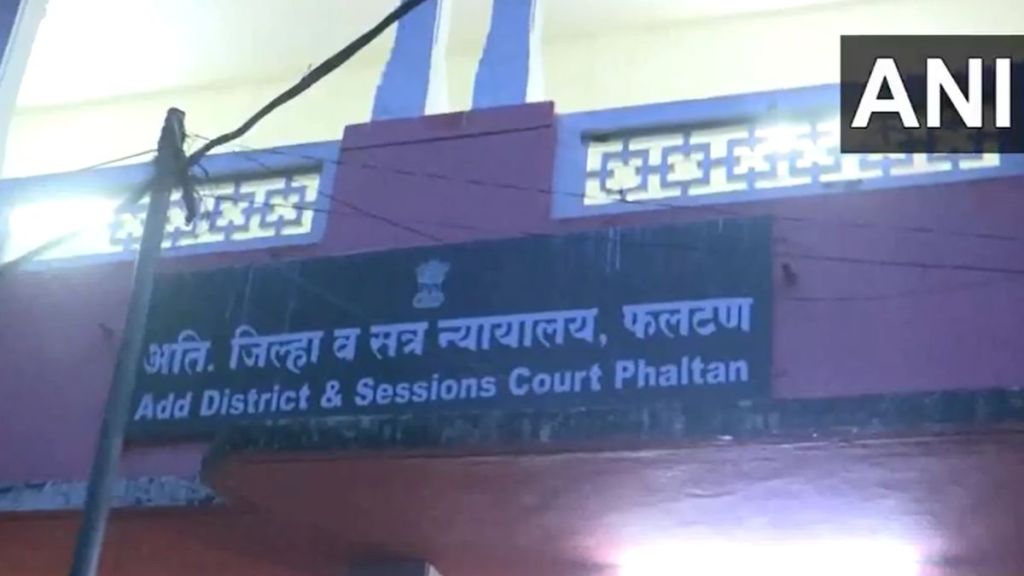 ANI
अति. जिल्हा व सत्र न्यायालय, फलटण
Add District & Sessions Court Phaltan